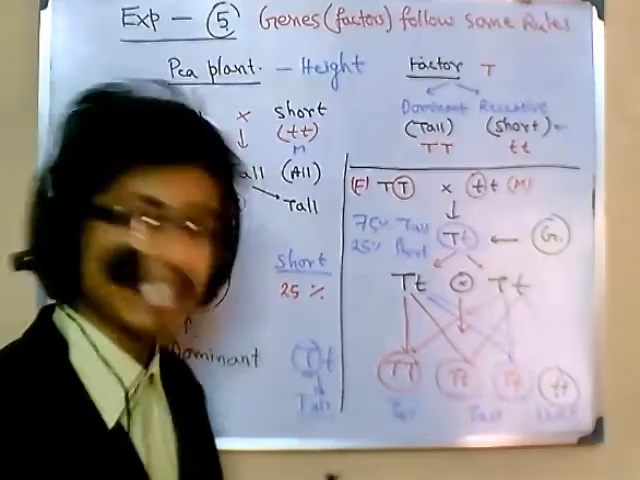 Exp - 5 Genes (factors) follow some Rules
Pea plant. - Height
x short
(tt)
M
all (All)
Tall
short
25 %
Dominant
Tt
Tall
Factor T
Dominant Recessive
(Tall) (short)
TT tt
(F) TT x tt (M)
75% Tall
25% short
Tt ← G.
Tt x Tt
TT Tt Tt tt
Tall Tall